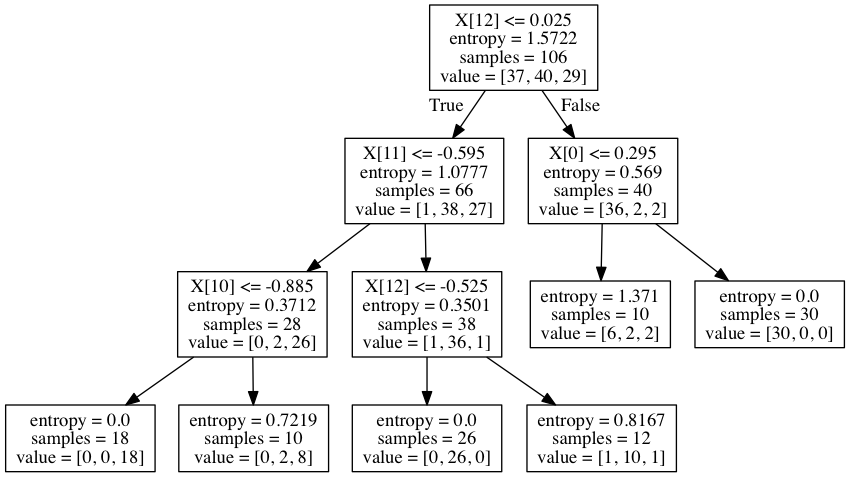 X[12] <= 0.025
entropy = 1.5722
samples = 106
value = [37, 40, 29]
True
False
X[11] <= -0.595
entropy = 1.0777
samples = 66
value = [1, 38, 27]
X[0] <= 0.295
entropy = 0.569
samples = 40
value = [36, 2, 2]
X[10] <= -0.885
entropy = 0.3712
samples = 28
value = [0, 2, 26]
X[12] <= -0.525
entropy = 0.3501
samples = 38
value = [1, 36, 1]
entropy = 1.371
samples = 10
value = [6, 2, 2]
entropy = 0.0
samples = 30
value = [30, 0, 0]
entropy = 0.0
samples = 18
value = [0, 0, 18]
entropy = 0.7219
samples = 10
value = [0, 2, 8]
entropy = 0.0
samples = 26
value = [0, 26, 0]
entropy = 0.8167
samples = 12
value = [1, 10, 1]